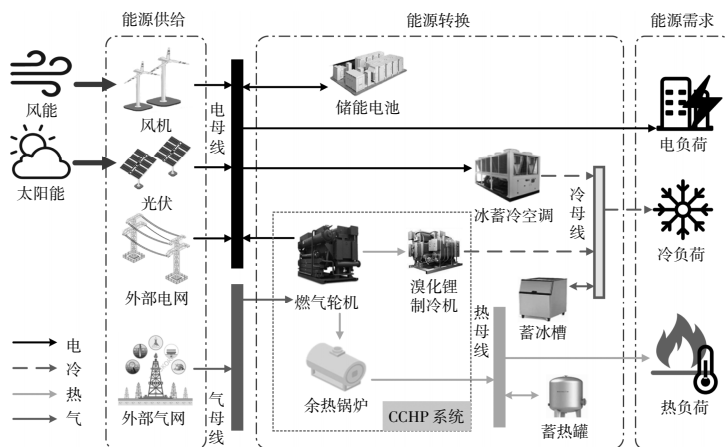 能源供给
能源转换
能源需求
风能
风机
电母线
储能电池
电负荷
太阳能
光伏
冰蓄冷空调
冷母线
冷负荷
外部电网
燃气轮机
溴化锂
制冷机
蓄冰槽
热母线
电
冷
热
气
外部气网
气母线
余热锅炉
CCHP 系统
蓄热罐
热负荷